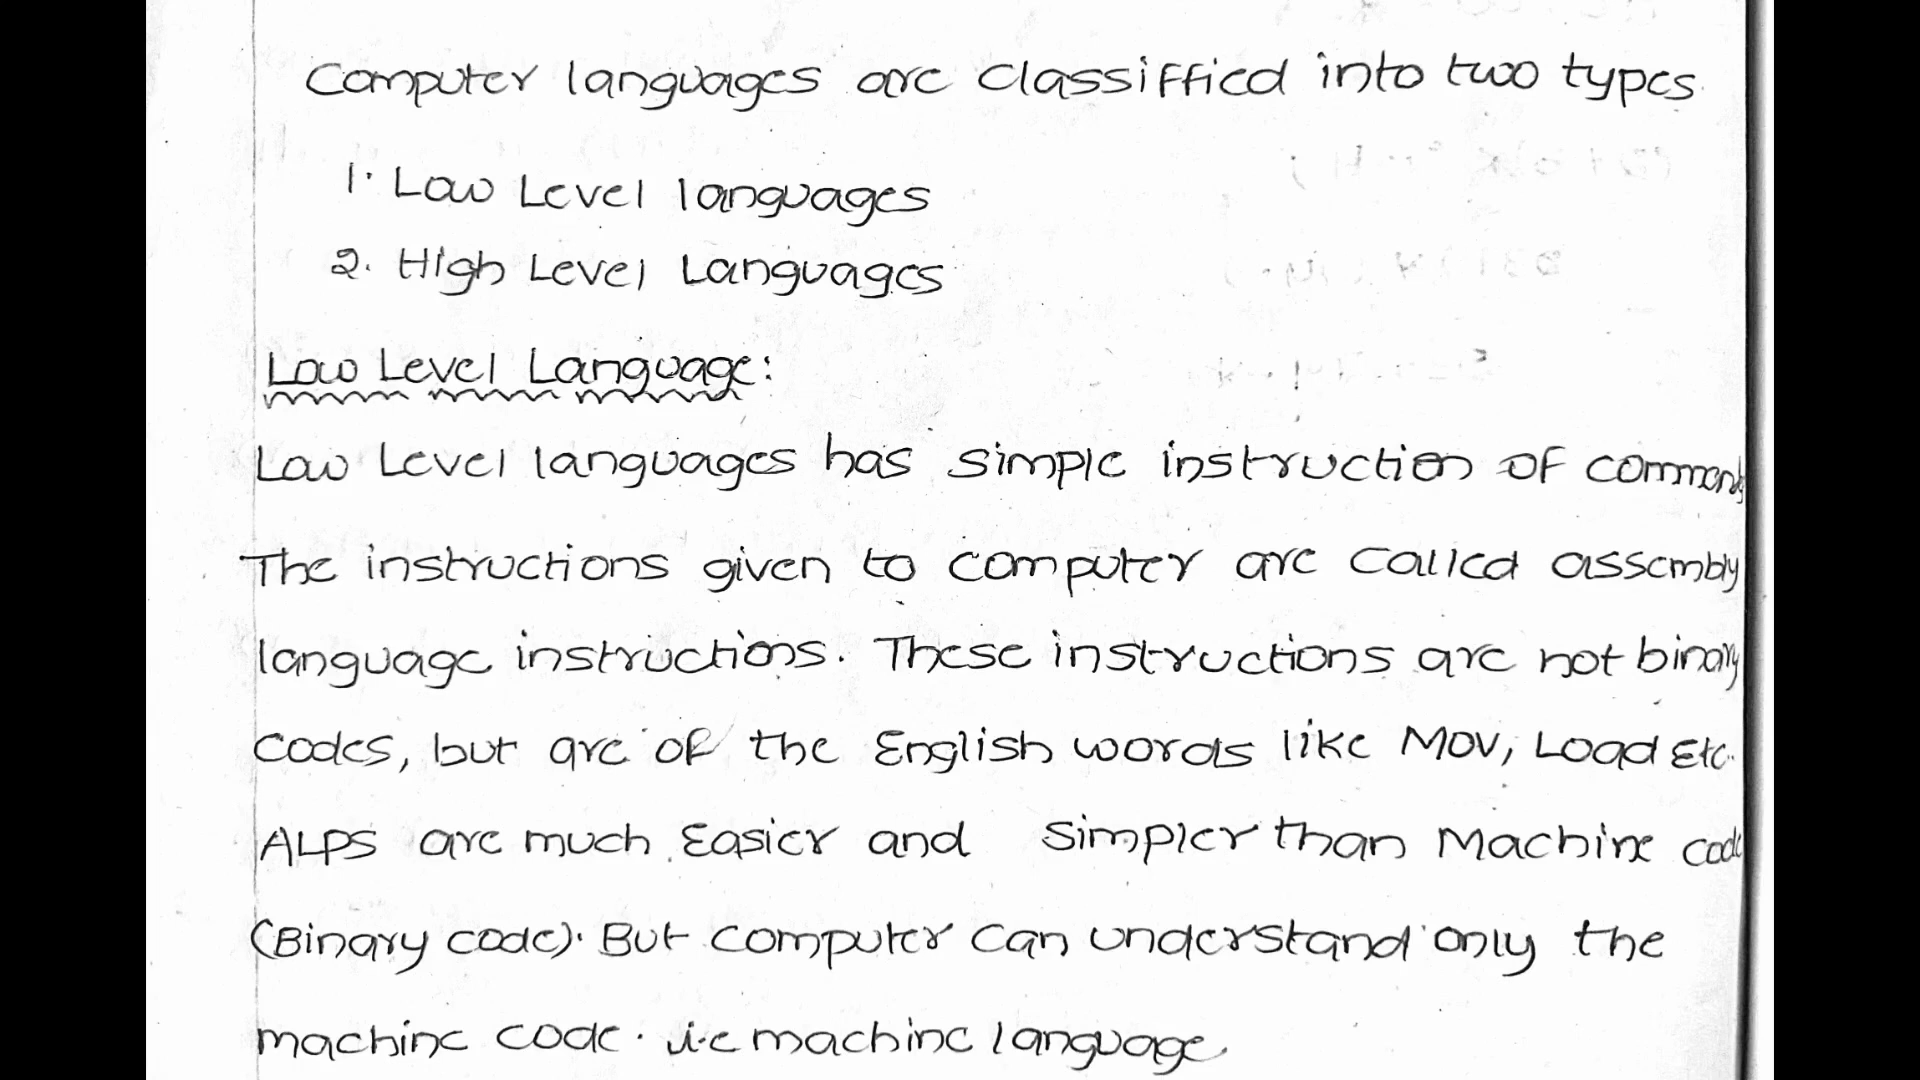 Computer languages are classiffied into two types.
1. Low Level languages
2. High Level Languages
Low Level Language:
Low Level languages has simple instruction of commands
The instructions given to computer are called assembly
language instructions. These instructions are not binary
codes, but are of the English words like MOV, Load Etc.
ALPS are much Easier and simpler than Machine code
(Binary code). But computer can understand only the
machine code. i.e machine language.